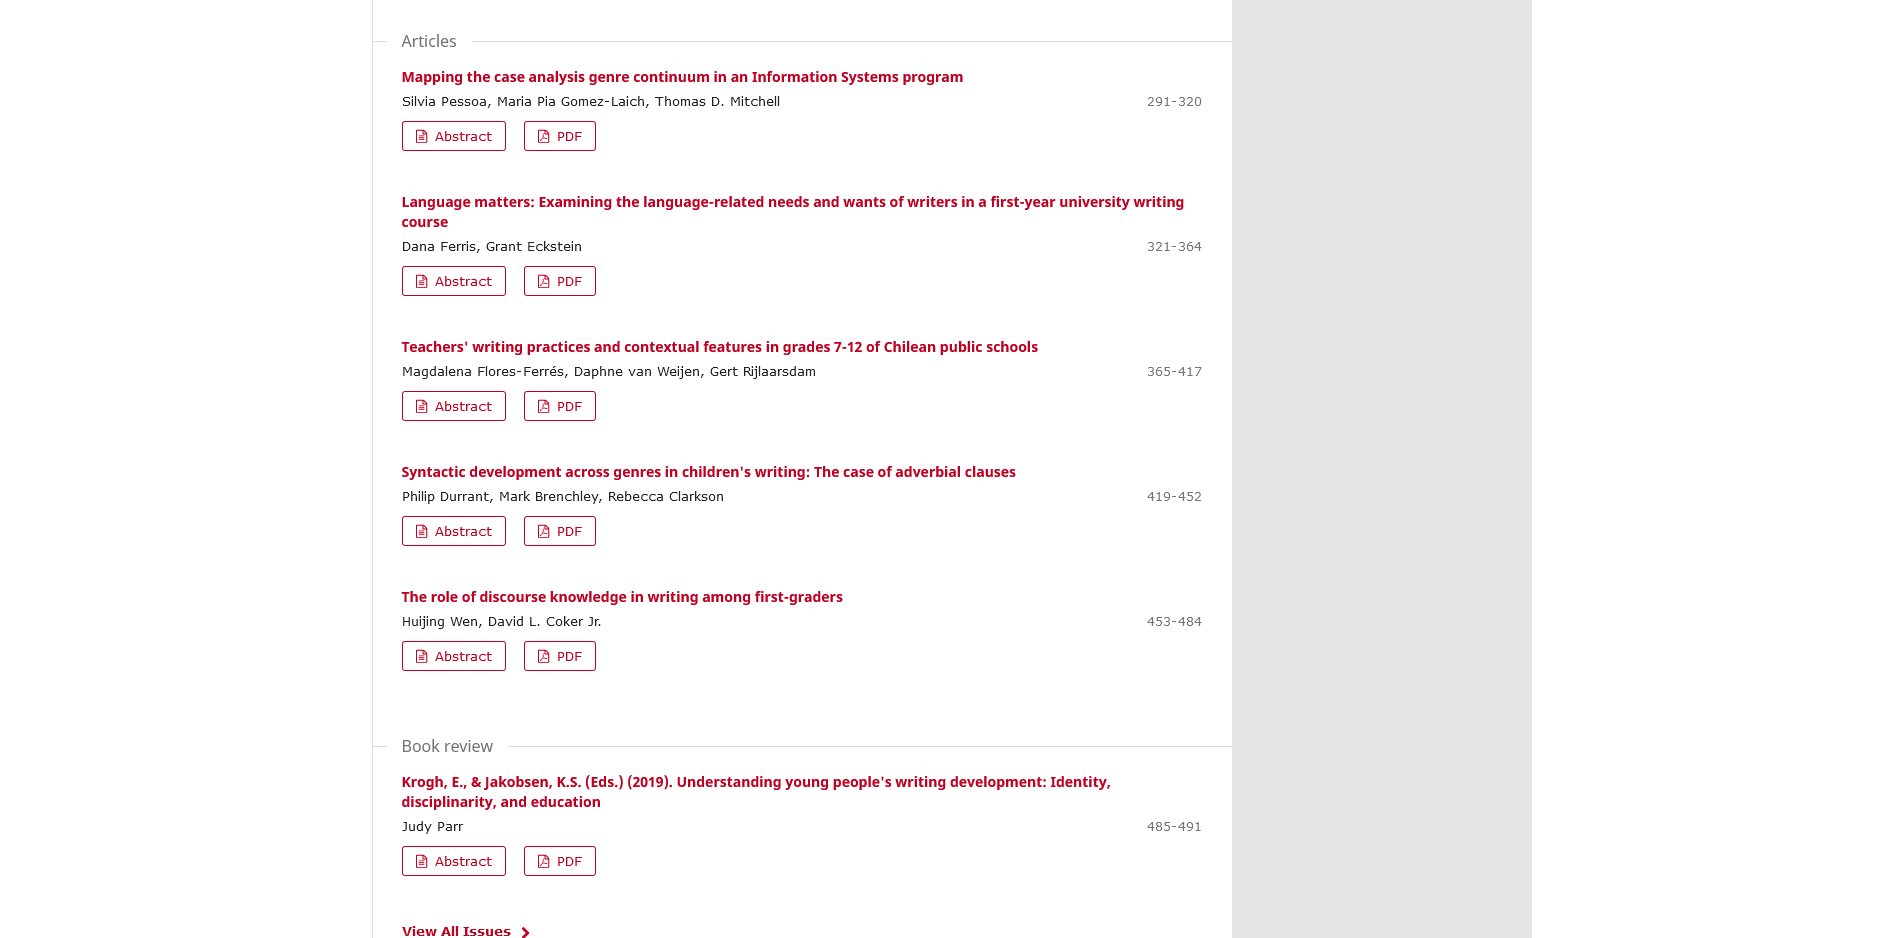 Articles
Mapping the case analysis genre continuum in an Information Systems program
Silvia Pessoa, Maria Pia Gomez-Laich, Thomas D. Mitchell 291-320
Abstract PDF
Language matters: Examining the language-related needs and wants of writers in a first-year university writing
course
Dana Ferris, Grant Eckstein 321-364
Abstract PDF
Teachers' writing practices and contextual features in grades 7-12 of Chilean public schools
Magdalena Flores-Ferrés, Daphne van Weijen, Gert Rijlaarsdam 365-417
Abstract PDF
Syntactic development across genres in children's writing: The case of adverbial clauses
Philip Durrant, Mark Brenchley, Rebecca Clarkson 419-452
Abstract PDF
The role of discourse knowledge in writing among first-graders
Huijing Wen, David L. Coker Jr. 453-484
Abstract PDF
Book review
Krogh, E., & Jakobsen, K.S. (Eds.) (2019). Understanding young people's writing development: Identity,
disciplinarity, and education
Judy Parr 485-491
Abstract PDF
View All Issues